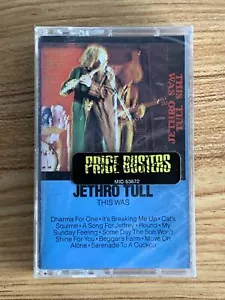 THIS WAS
PRICE BUSTERS
MIC 53672
JETHRO TULL
THIS WAS
Dharma For One • It's Breaking Me Up • Cat's
Squirrel • A Song For Jeffrey • Round • My
Sunday Feeling • Some Day The Sun Won't
Shine For You • Beggar's Farm • Move On
Alone • Serenade To A Cuckoo